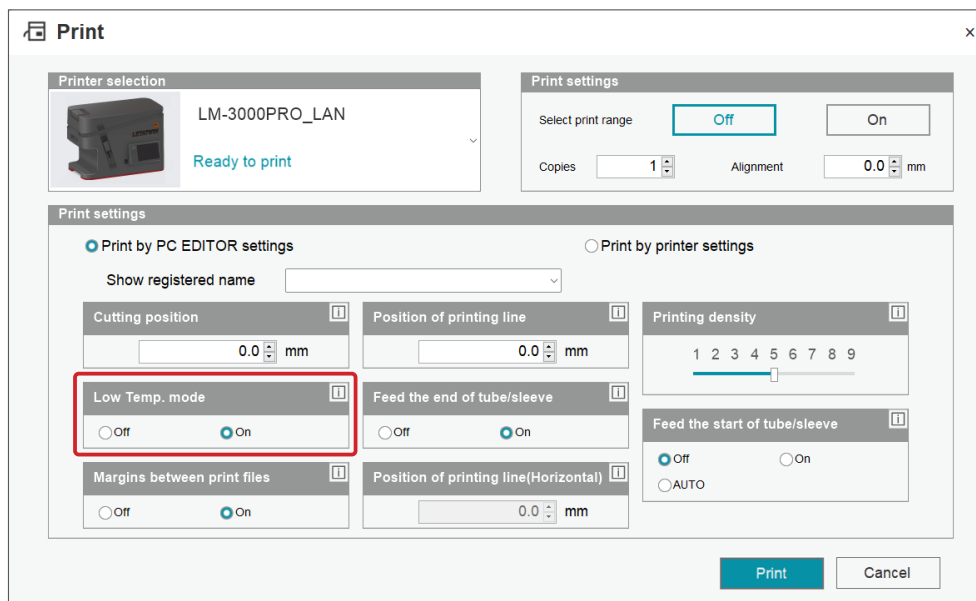 Print
×
Printer selection
LM-3000PRO_LAN
Ready to print
Print settings
Select print range Off On
Copies 1 Alignment 0.0 mm
Print settings
Print by PC EDITOR settings Print by printer settings
Show registered name
Cutting position
0.0 mm
Position of printing line
0.0 mm
Printing density
1 2 3 4 5 6 7 8 9
Low Temp. mode
Off On
Feed the end of tube/sleeve
Off On
Feed the start of tube/sleeve
Off On
AUTO
Margins between print files
Off On
Position of printing line(Horizontal)
0.0 mm
Print Cancel